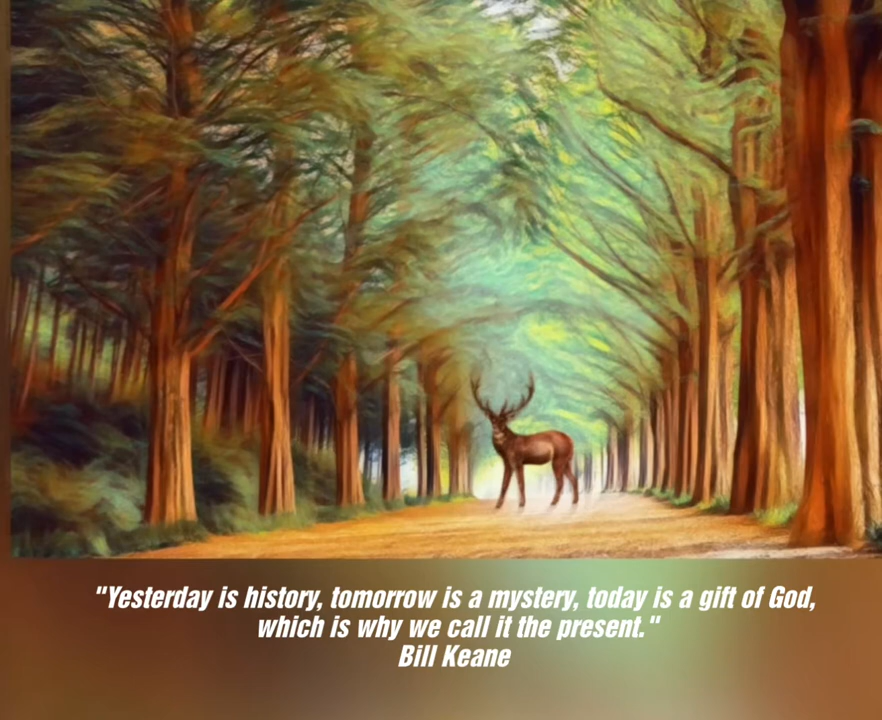 "Yesterday is history, tomorrow is a mystery, today is a gift of God,
which is why we call it the present."
Bill Keane